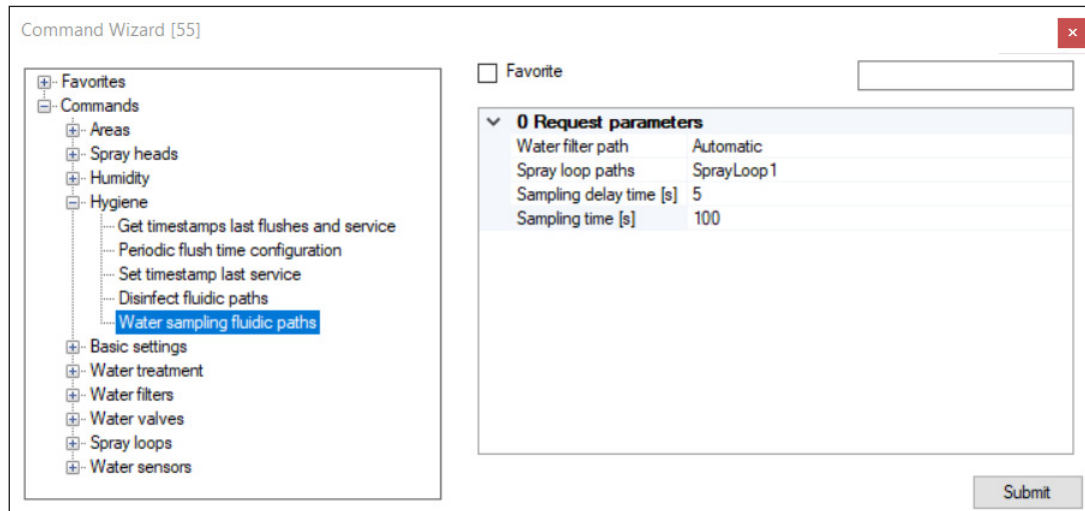 Command Wizard [55]
Favorites
Commands
Areas
Spray heads
Humidity
Hygiene
Get timestamps last flushes and service
Periodic flush time configuration
Set timestamp last service
Disinfect fluidic paths
Water sampling fluidic paths
Basic settings
Water treatment
Water filters
Water valves
Spray loops
Water sensors
Favorite
0 Request parameters
Water filter path Automatic
Spray loop paths SprayLoop1
Sampling delay time [s] 5
Sampling time [s] 100
Submit